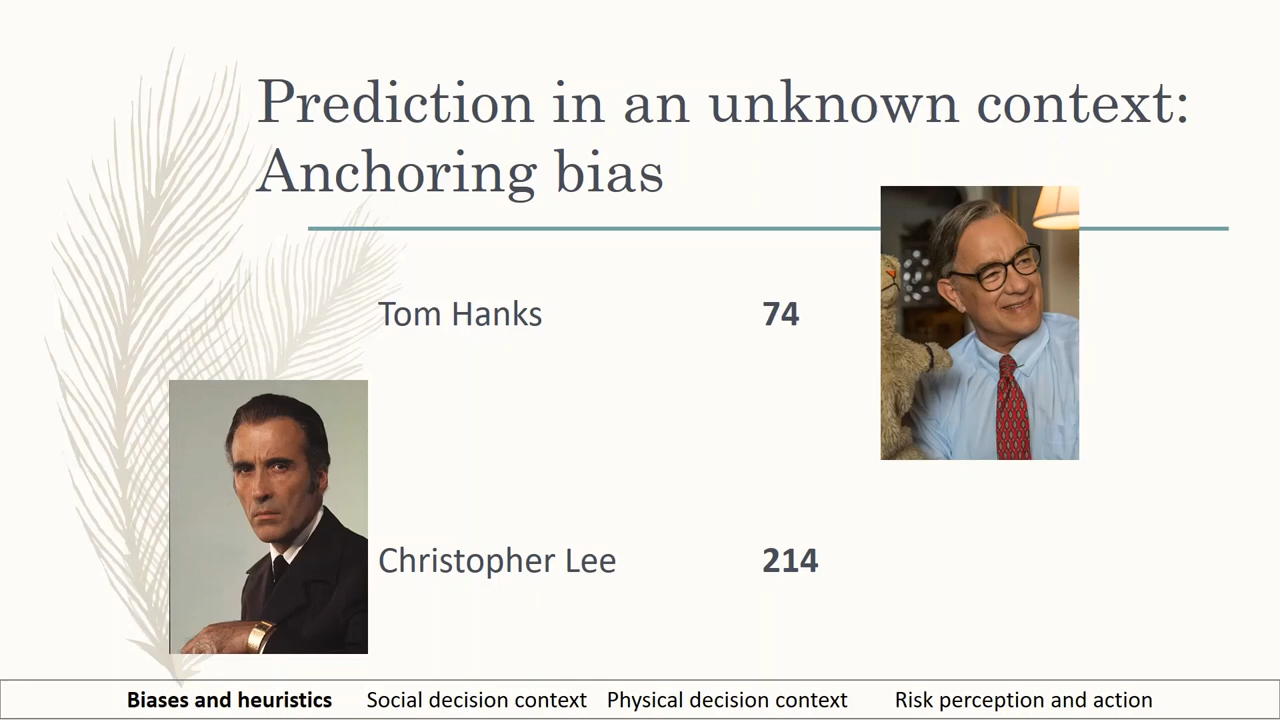 Prediction in an unknown context:
Anchoring bias
Tom Hanks 74
Christopher Lee 214
Biases and heuristics Social decision context Physical decision context Risk perception and action